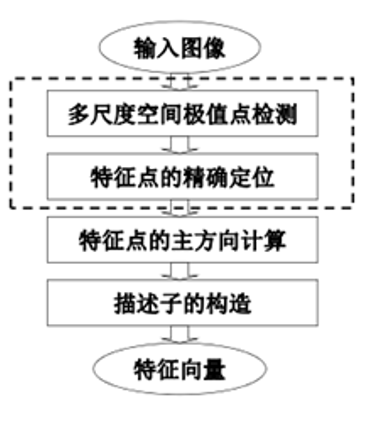 输入图像
多尺度空间极值点检测
特征点的精确定位
特征点的主方向计算
描述子的构造
特征向量